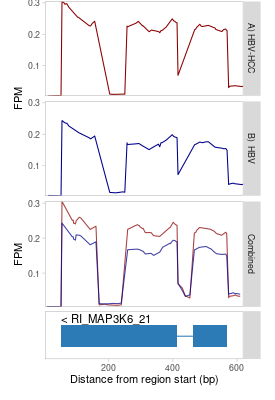 0.3
0.2
0.1
A) HBV-HCC
FPM
0.3
0.2
0.1
B) HBV
0.3
0.2
0.1
Combined
FPM
< RI_MAP3K6_21
200
400
600
Distance from region start (bp)